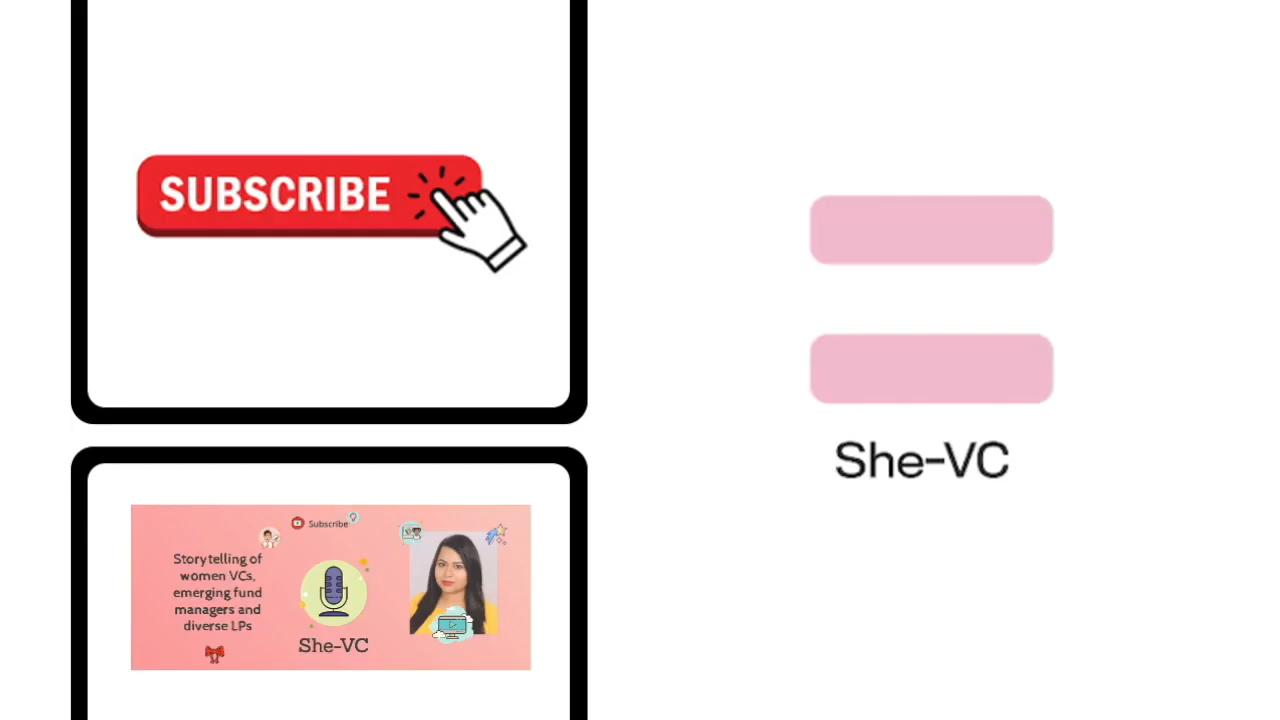 SUBSCRIBE
Subscribe
Storytelling of
women VCs,
emerging fund
managers and
diverse LPs
She-VC
She-VC